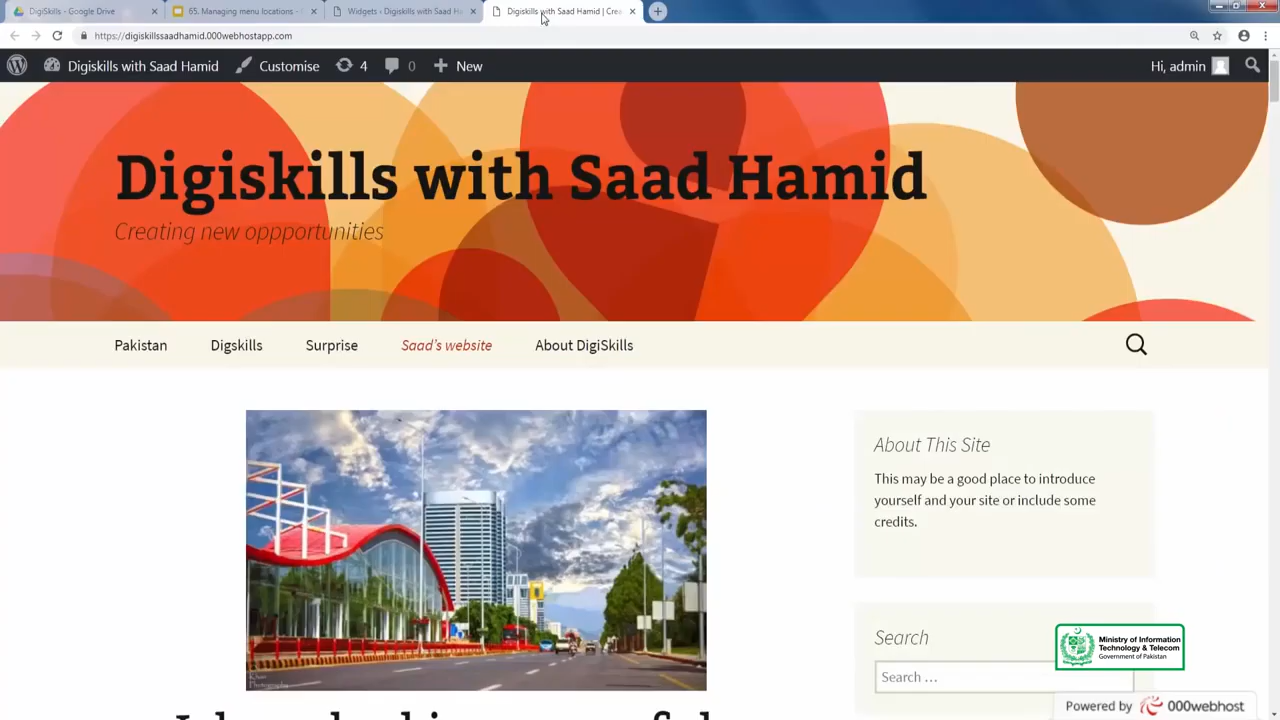 DigiSkills - Google Drive
65. Managing menu locations -
Widgets ‹ Digiskills with Saad H
Digiskills with Saad Hamid | Cre
https://digiskillssaadhamid.000webhostapp.com
Digiskills with Saad Hamid
Customise
4
0
New
Hi, admin
Digiskills with Saad Hamid
Creating new oppportunities
Pakistan
Digskills
Surprise
Saad's website
About DigiSkills
About This Site
This may be a good place to introduce
yourself and your site or include some
credits.
Search
Search …
Ministry of Information
Technology & Telecom
Government of Pakistan
Powered by 000webhost
Khan
Photography